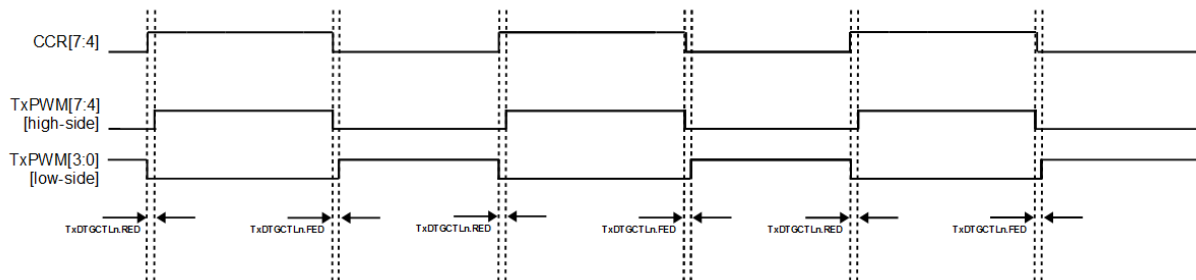 CCR[7:4]
TxPWM[7:4]
[high-side]
TxPWM[3:0]
[low-side]
TxDTGCTLn.RED
TxDTGCTLn.FED
TxDTGCTLn.RED
TxDTGCTLn.FED
TxDTGCTLn.RED
TxDTGCTLn.FED